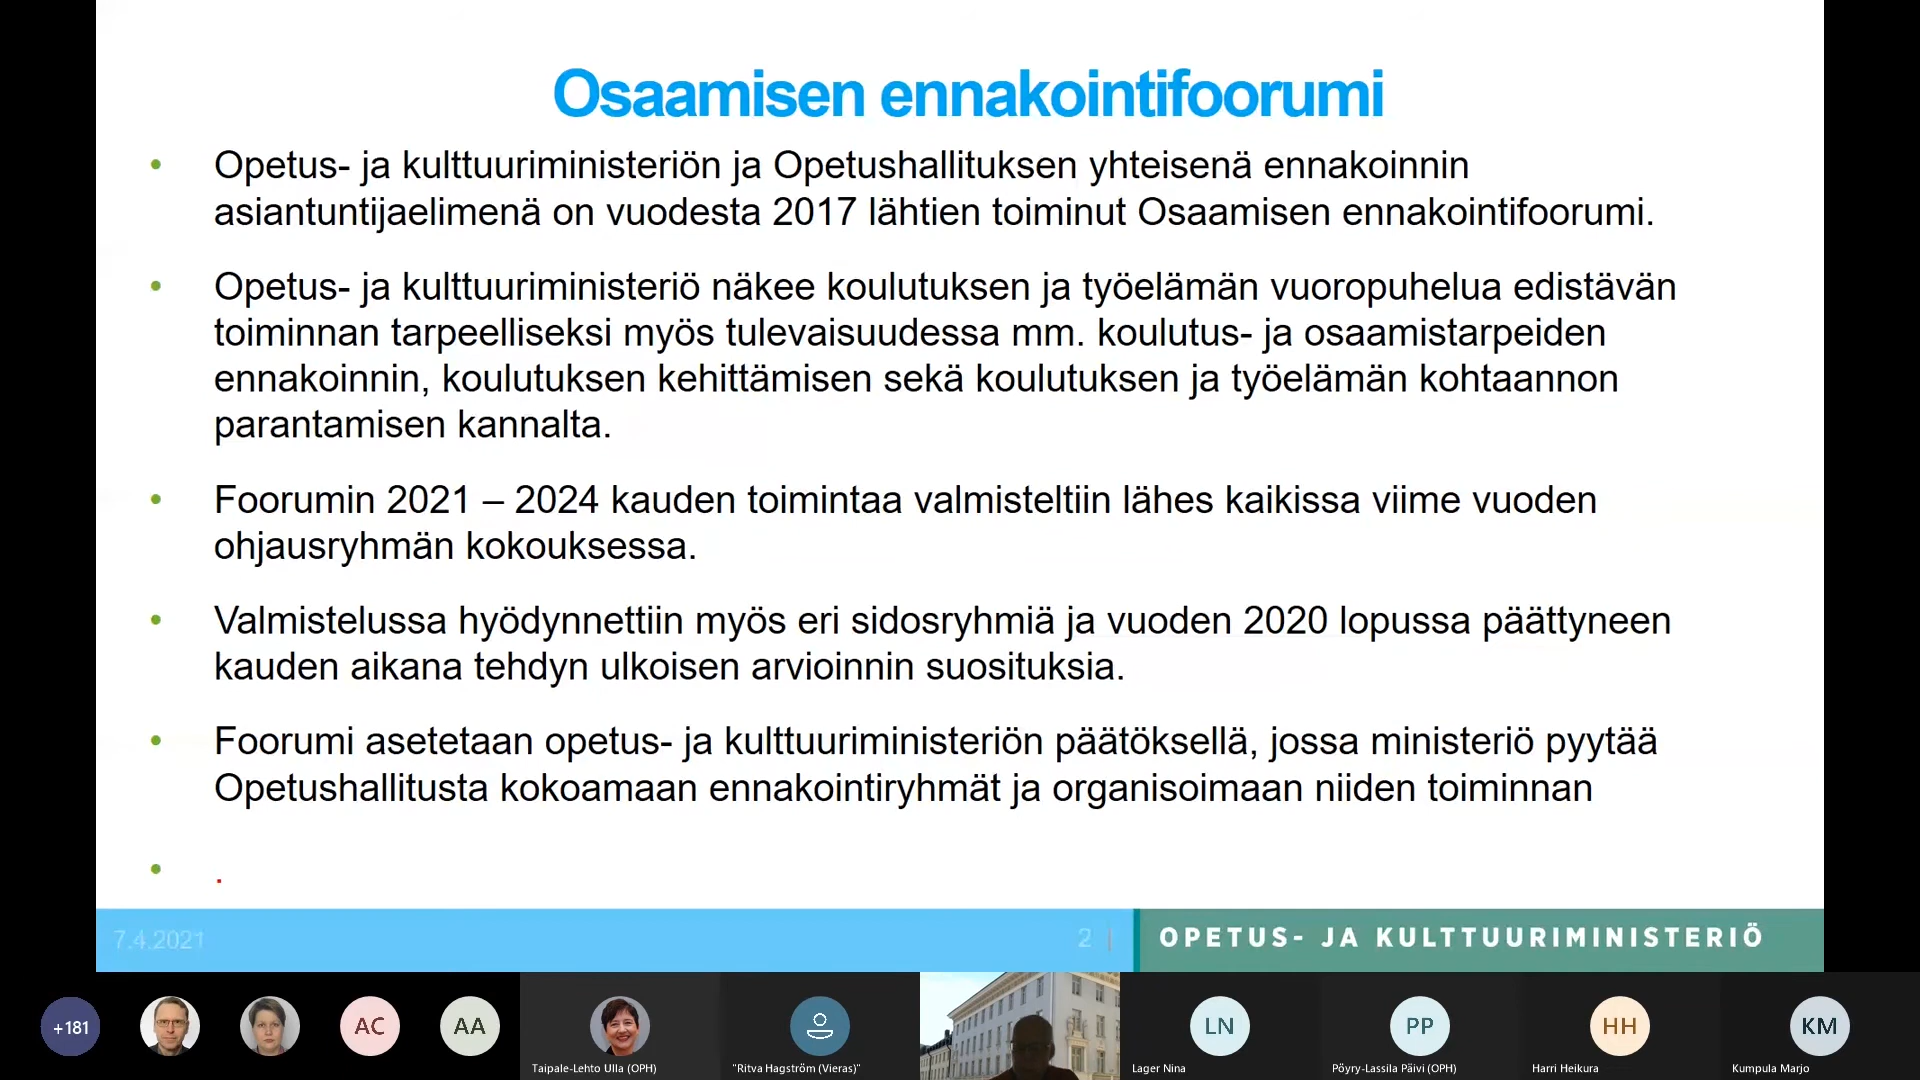 Osaamisen ennakointifoorumi
• Opetus- ja kulttuuriministeriön ja Opetushallituksen yhteisenä ennakoinnin
asiantuntijaelimenä on vuodesta 2017 lähtien toiminut Osaamisen ennakointifoorumi.
• Opetus- ja kulttuuriministeriö näkee koulutuksen ja työelämän vuoropuhelua edistävän
toiminnan tarpeelliseksi myös tulevaisuudessa mm. koulutus- ja osaamistarpeiden
ennakoinnin, koulutuksen kehittämisen sekä koulutuksen ja työelämän kohtaannon
parantamisen kannalta.
• Foorumin 2021 – 2024 kauden toimintaa valmisteltiin lähes kaikissa viime vuoden
ohjausryhmän kokouksessa.
• Valmistelussa hyödynnettiin myös eri sidosryhmiä ja vuoden 2020 lopussa päättyneen
kauden aikana tehdyn ulkoisen arvioinnin suosituksia.
• Foorumi asetetaan opetus- ja kulttuuriministeriön päätöksellä, jossa ministeriö pyytää
Opetushallitusta kokoamaan ennakointiryhmät ja organisoimaan niiden toiminnan
• .
7.4.2021 2 | OPETUS- JA KULTTUURIMINISTERIÖ
+181 AC AA LN PP HH KM
Taipale-Lehto Ulla (OPH) "Ritva Hagström (Vieras)" Lager Nina Pöyry-Lassila Päivi (OPH) Harri Heikura Kumpula Marjo